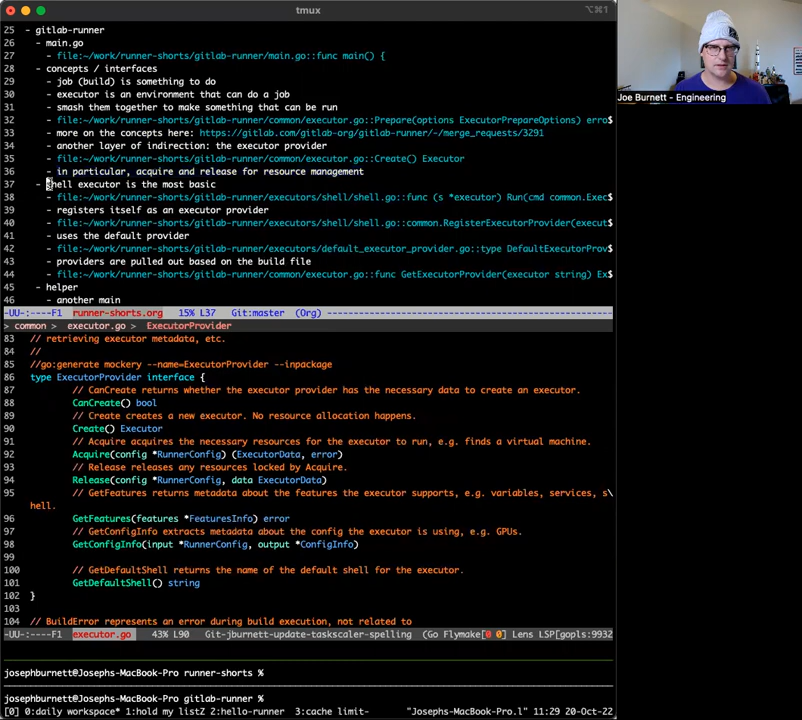 tmux
⌥⌘1
25 - gitlab-runner
26 - main.go
27 - file:~/work/runner-shorts/gitlab-runner/main.go::func main() {
28 - concepts / interfaces
29 - job (build) is something to do
30 - executor is an environment that can do a job
31 - smash them together to make something that can be run
32 - file:~/work/runner-shorts/gitlab-runner/common/executor.go::Prepare(options ExecutorPrepareOptions) erro$
33 - more on the concepts here: https://gitlab.com/gitlab-org/gitlab-runner/-/merge_requests/3291
34 - another layer of indirection: the executor provider
35 - file:~/work/runner-shorts/gitlab-runner/common/executor.go::Create() Executor
36 - in particular, acquire and release for resource management
37 - shell executor is the most basic
38 - file:~/work/runner-shorts/gitlab-runner/executors/shell/shell.go::func (s *executor) Run(cmd common.Exec$
39 - registers itself as an executor provider
40 - file:~/work/runner-shorts/gitlab-runner/executors/shell/shell.go::common.RegisterExecutorProvider(execut$
41 - uses the default provider
42 - file:~/work/runner-shorts/gitlab-runner/executors/default_executor_provider.go::type DefaultExecutorProv$
43 - providers are pulled out based on the build file
44 - file:~/work/runner-shorts/gitlab-runner/common/executor.go::func GetExecutorProvider(executor string) Ex$
45 - helper
46 - another main
-UU-:----F1 runner-shorts.org 15% L37 Git:master (Org) ----------------------------------------------------
> common > executor.go > ExecutorProvider
83 // retrieving executor metadata, etc.
84 //
85 //go:generate mockery --name=ExecutorProvider --inpackage
86 type ExecutorProvider interface {
87 // CanCreate returns whether the executor provider has the necessary data to create an executor.
88 CanCreate() bool
89 // Create creates a new executor. No resource allocation happens.
90 Create() Executor
91 // Acquire acquires the necessary resources for the executor to run, e.g. finds a virtual machine.
92 Acquire(config *RunnerConfig) (ExecutorData, error)
93 // Release releases any resources locked by Acquire.
94 Release(config *RunnerConfig, data ExecutorData)
95 // GetFeatures returns metadata about the features the executor supports, e.g. variables, services, s\
hell.
96 GetFeatures(features *FeaturesInfo) error
97 // GetConfigInfo extracts metadata about the config the executor is using, e.g. GPUs.
98 GetConfigInfo(input *RunnerConfig, output *ConfigInfo)
99
100 // GetDefaultShell returns the name of the default shell for the executor.
101 GetDefaultShell() string
102 }
103
104 // BuildError represents an error during build execution, not related to
-UU-:----F1 executor.go 43% L90 Git-jburnett-update-taskscaler-spelling (Go Flymake[0 0] Lens LSP[gopls:9932
josephburnett@Josephs-MacBook-Pro runner-shorts %
josephburnett@Josephs-MacBook-Pro gitlab-runner %
[0] 0:daily workspace* 1:hold my listZ 2:hello-runner 3:cache limit- "Josephs-MacBook-Pro.l" 11:29 20-Oct-22
Joe Burnett - Engineering